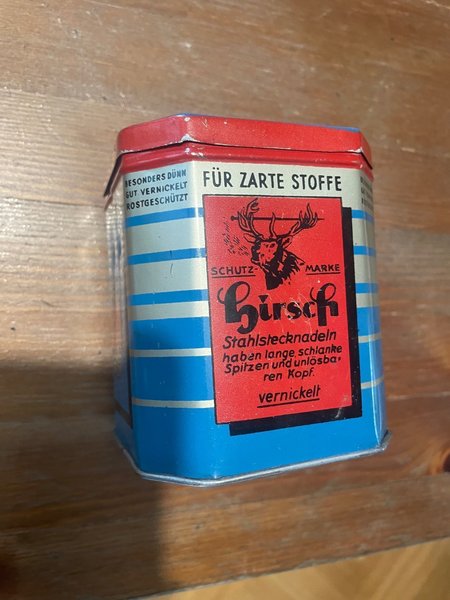 BESONDERS DÜNN
GUT VERNICKELT
ROSTGESCHÜTZT
FÜR ZARTE STOFFE
SCHUTZ- MARKE
Hirsch
Stahlstecknadeln
haben lange, schlanke
Spitzen und unlösba-
ren Kopf.
vernickelt